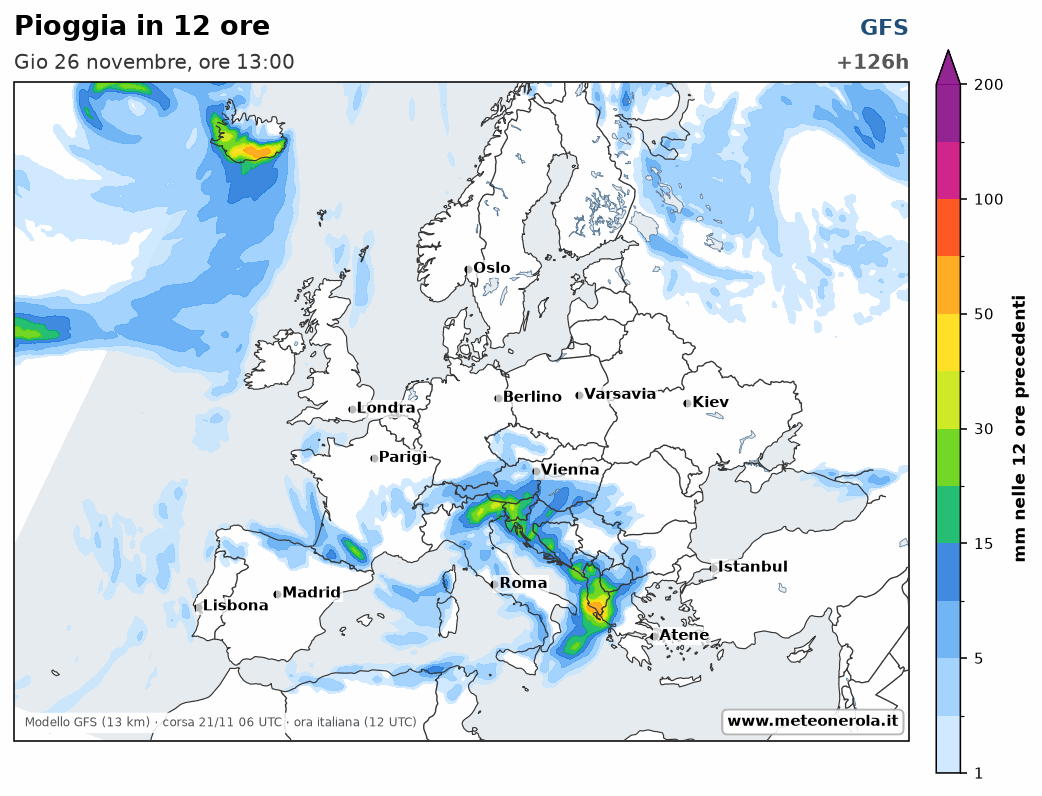 Pioggia in 12 ore
GFS
Gio 26 novembre, ore 13:00
+126h
200
100
50
30
15
5
1
mm nelle 12 ore precedenti
Oslo
Berlino
Varsavia
Kiev
Londra
Parigi
Vienna
Istanbul
Roma
Madrid
Lisbona
Atene
Modello GFS (13 km) · corsa 21/11 06 UTC · ora italiana (12 UTC)
www.meteonerola.it